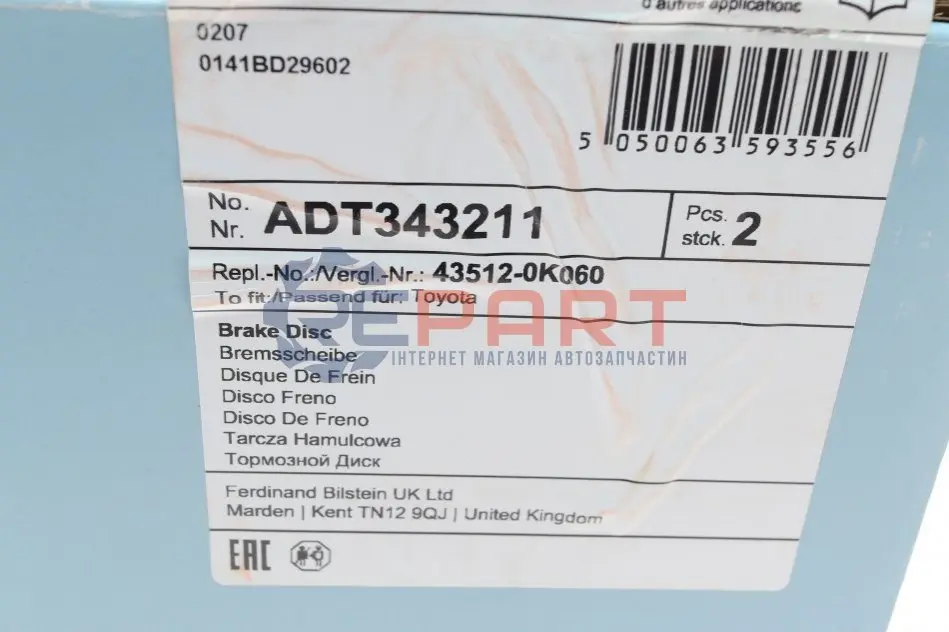 d'autres applications
0207
0141BD29602
5 050063 593556
No.
Nr. ADT343211
Pcs.
stck. 2
Repl.-No.:/Vergl.-Nr.: 43512-0K060
To fit:/Passend für: Toyota
REPART
ІНТЕРНЕТ МАГАЗИН АВТОЗАПЧАСТИН
Brake Disc
Bremsscheibe
Disque De Frein
Disco Freno
Disco De Freno
Tarcza Hamulcowa
Тормозной Диск
Ferdinand Bilstein UK Ltd
Marden | Kent TN12 9QJ | United Kingdom
EAC